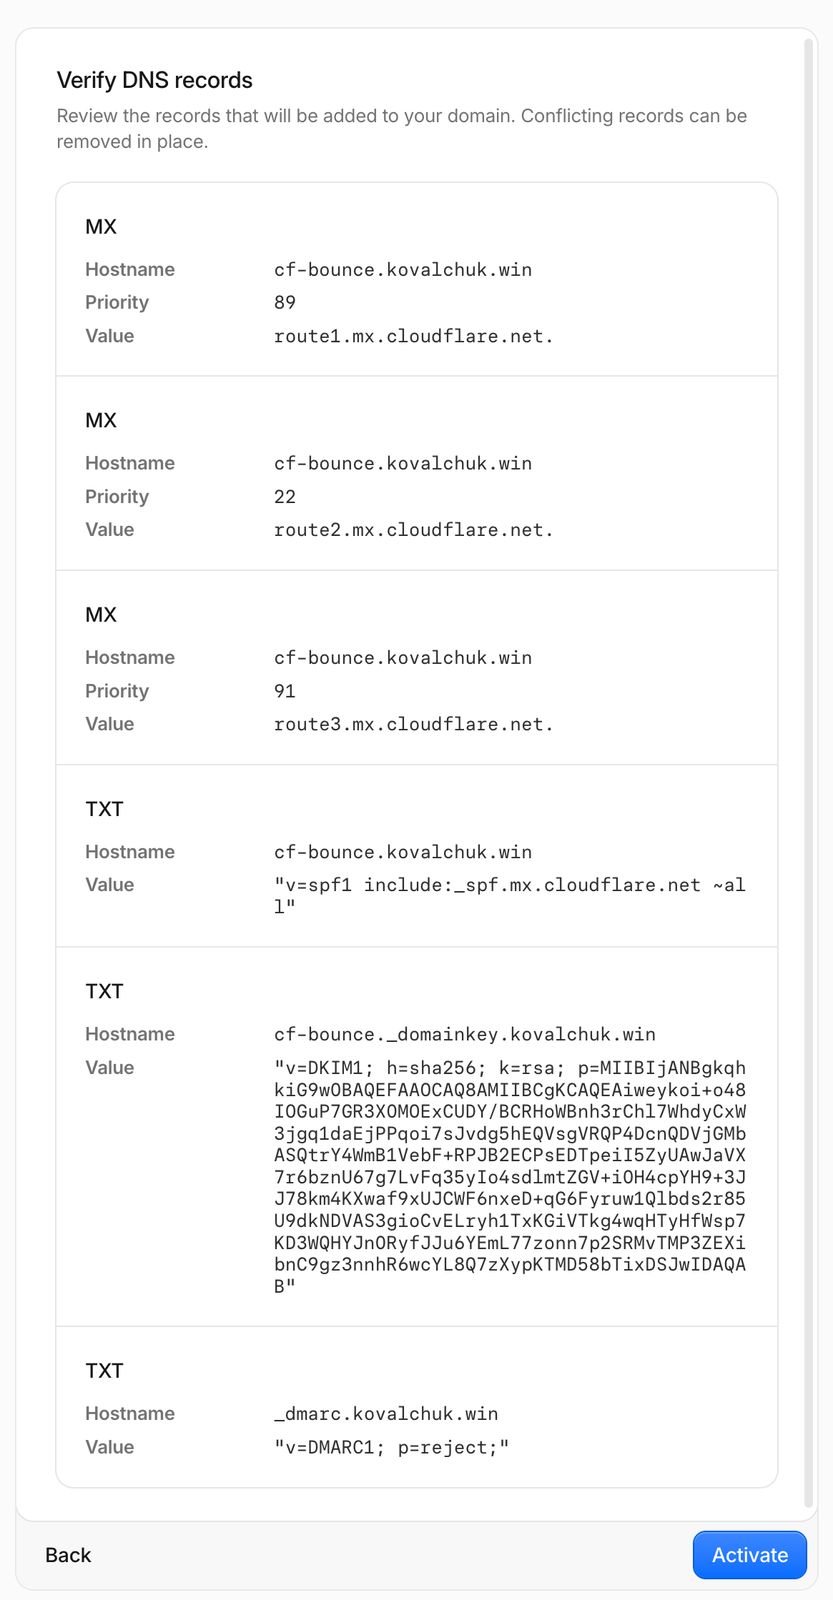 Verify DNS records
Review the records that will be added to your domain. Conflicting records can be
removed in place.
MX
Hostname cf-bounce.kovalchuk.win
Priority 89
Value route1.mx.cloudflare.net.
MX
Hostname cf-bounce.kovalchuk.win
Priority 22
Value route2.mx.cloudflare.net.
MX
Hostname cf-bounce.kovalchuk.win
Priority 91
Value route3.mx.cloudflare.net.
TXT
Hostname cf-bounce.kovalchuk.win
Value "v=spf1 include:_spf.mx.cloudflare.net ~al
l"
TXT
Hostname cf-bounce._domainkey.kovalchuk.win
Value "v=DKIM1; h=sha256; k=rsa; p=MIIBIjANBgkqh
kiG9w0BAQEFAAOCAQ8AMIIBCgKCAQEAiweykoi+o48
IOGuP7GR3XOMOExCUDY/BCRHoWBnh3rChl7WhdyCxW
3jgq1daEjPPqoi7sJvdg5hEQVsgVRQP4DcnQDVjGMb
ASQtrY4WmB1VebF+RPJB2ECPsEDTpeiI5ZyUAwJaVX
7r6bznU67g7LvFq35yIo4sdlmtZGV+iOH4cpYH9+3J
J78km4KXwaf9xUJCWF6nxeD+qG6Fyruw1Qlbds2r85
U9dkNDVAS3gioCvELryh1TxKGiVTkg4wqHTyHfWsp7
KD3WQHYJnORyfJJu6YEmL77zonn7p2SRMvTMP3ZEXi
bnC9gz3nnhR6wcYL8Q7zXypKTMD58bTixDSJwIDAQA
B"
TXT
Hostname _dmarc.kovalchuk.win
Value "v=DMARC1; p=reject;"
Back Activate